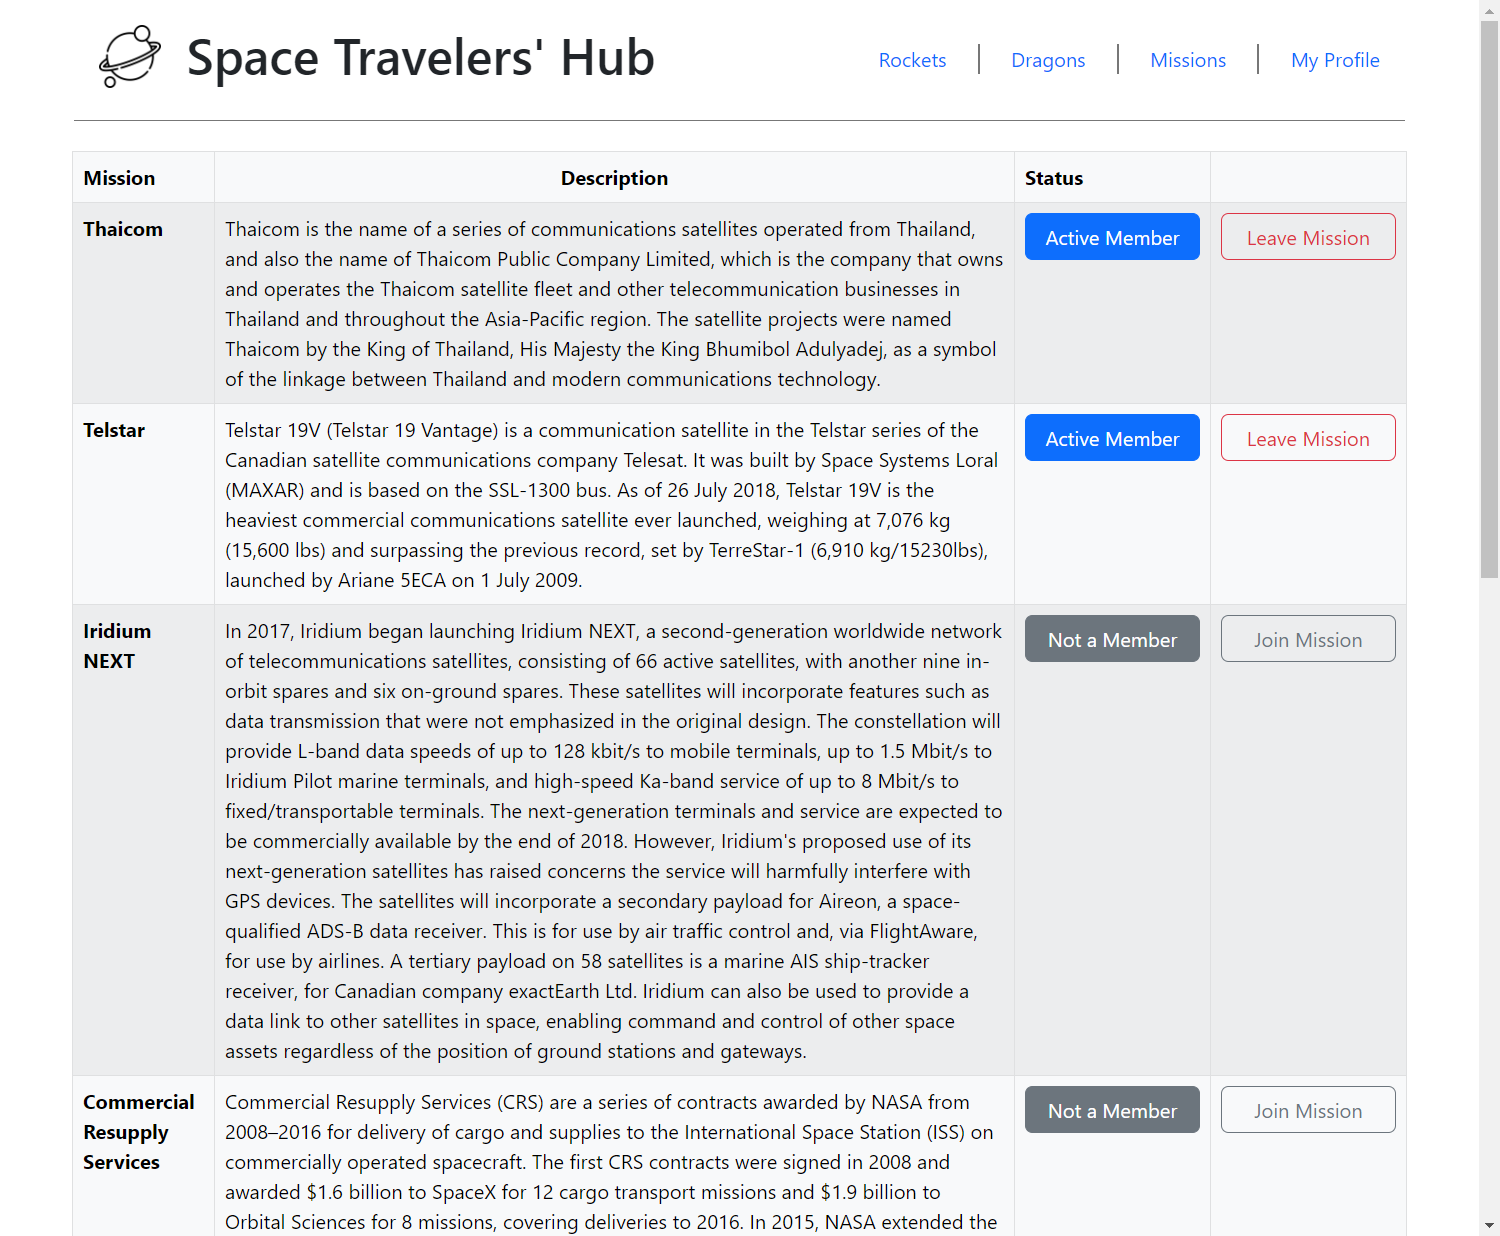 Space Travelers' Hub
Rockets
Dragons
Missions
My Profile
Mission
Description
Status
Thaicom
Thaicom is the name of a series of communications satellites operated from Thailand,
and also the name of Thaicom Public Company Limited, which is the company that owns
and operates the Thaicom satellite fleet and other telecommunication businesses in
Thailand and throughout the Asia-Pacific region. The satellite projects were named
Thaicom by the King of Thailand, His Majesty the King Bhumibol Adulyadej, as a symbol
of the linkage between Thailand and modern communications technology.
Active Member
Leave Mission
Telstar
Telstar 19V (Telstar 19 Vantage) is a communication satellite in the Telstar series of the
Canadian satellite communications company Telesat. It was built by Space Systems Loral
(MAXAR) and is based on the SSL-1300 bus. As of 26 July 2018, Telstar 19V is the
heaviest commercial communications satellite ever launched, weighing at 7,076 kg
(15,600 lbs) and surpassing the previous record, set by TerreStar-1 (6,910 kg/15230lbs),
launched by Ariane 5ECA on 1 July 2009.
Active Member
Leave Mission
Iridium
NEXT
In 2017, Iridium began launching Iridium NEXT, a second-generation worldwide network
of telecommunications satellites, consisting of 66 active satellites, with another nine in-
orbit spares and six on-ground spares. These satellites will incorporate features such as
data transmission that were not emphasized in the original design. The constellation will
provide L-band data speeds of up to 128 kbit/s to mobile terminals, up to 1.5 Mbit/s to
Iridium Pilot marine terminals, and high-speed Ka-band service of up to 8 Mbit/s to
fixed/transportable terminals. The next-generation terminals and service are expected to
be commercially available by the end of 2018. However, Iridium's proposed use of its
next-generation satellites has raised concerns the service will harmfully interfere with
GPS devices. The satellites will incorporate a secondary payload for Aireon, a space-
qualified ADS-B data receiver. This is for use by air traffic control and, via FlightAware,
for use by airlines. A tertiary payload on 58 satellites is a marine AIS ship-tracker
receiver, for Canadian company exactEarth Ltd. Iridium can also be used to provide a
data link to other satellites in space, enabling command and control of other space
assets regardless of the position of ground stations and gateways.
Not a Member
Join Mission
Commercial
Resupply
Services
Commercial Resupply Services (CRS) are a series of contracts awarded by NASA from
2008–2016 for delivery of cargo and supplies to the International Space Station (ISS) on
commercially operated spacecraft. The first CRS contracts were signed in 2008 and
awarded $1.6 billion to SpaceX for 12 cargo transport missions and $1.9 billion to
Orbital Sciences for 8 missions, covering deliveries to 2016. In 2015, NASA extended the
Not a Member
Join Mission